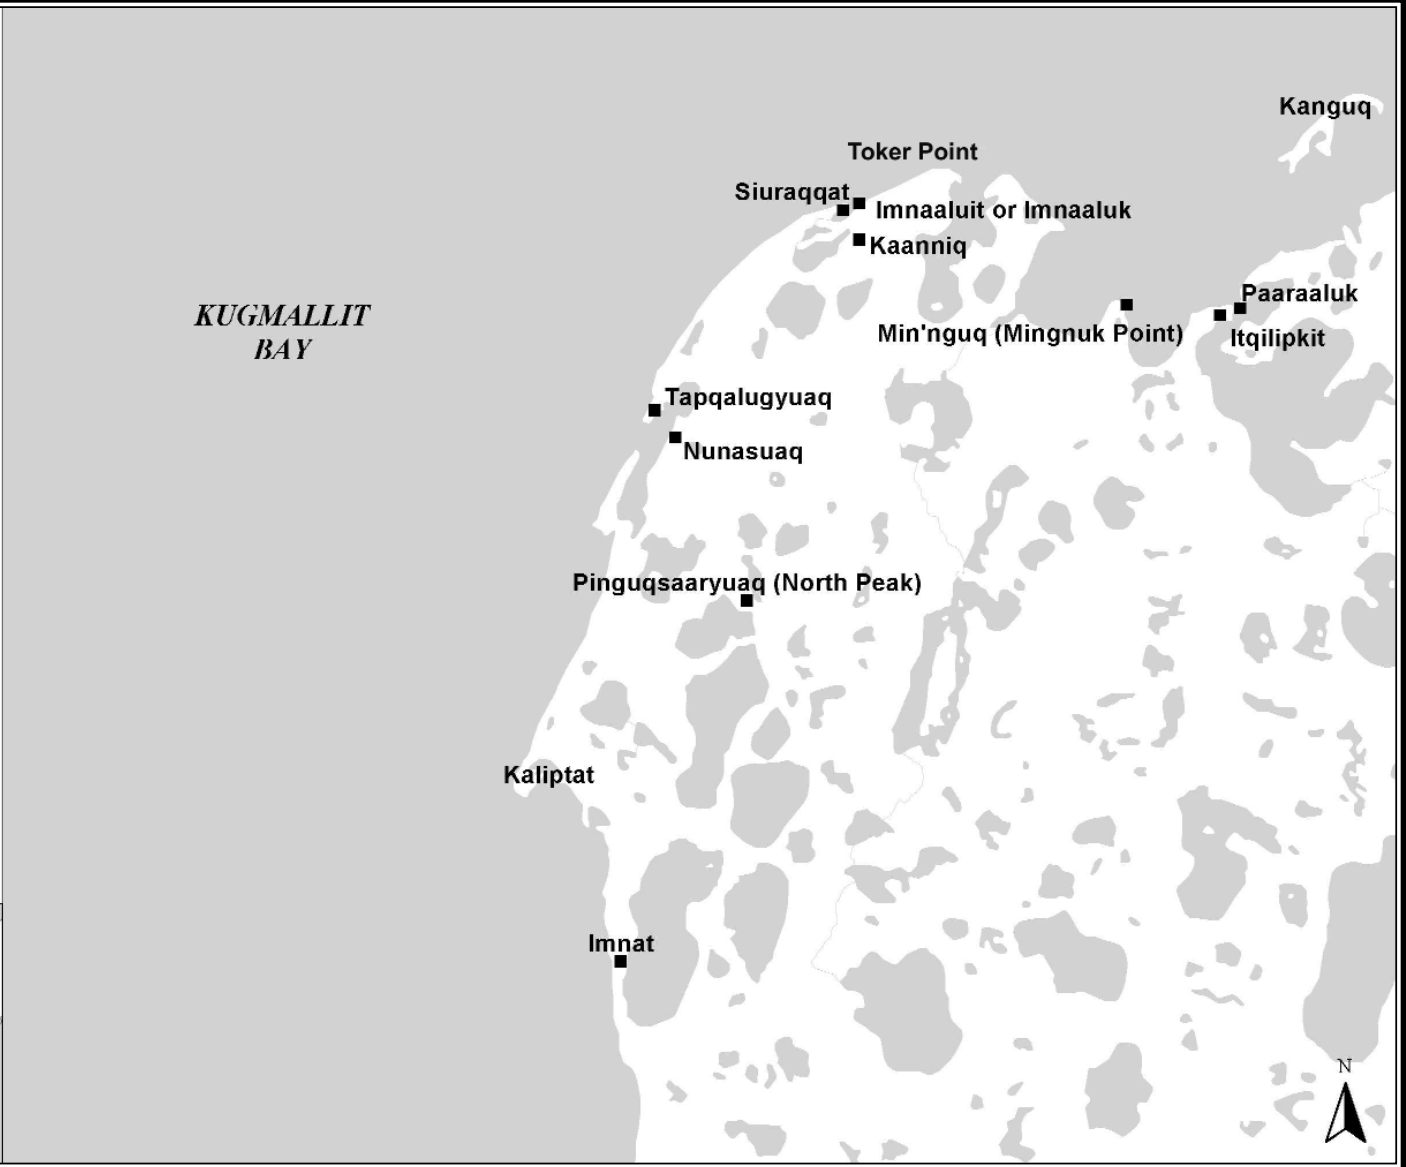 Kanguq
Toker Point
Siuraqqat
Imnaaluit or Imnaaluk
Kaanniq
Paaraaluk
KUGMALLIT
BAY
Min'nguq (Mingnuk Point)
Itqilipkit
Tapqalugyuaq
Nunasuaq
Pinguqsaaryuaq (North Peak)
Kaliptat
Imnat
N